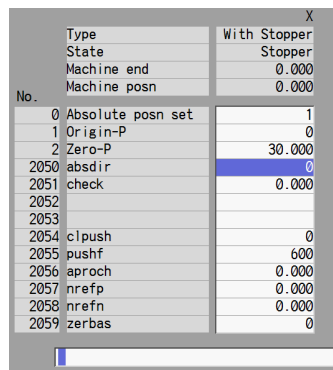 X
Type With Stopper
State Stopper
Machine end 0.000
Machine posn 0.000
No.
0 Absolute posn set 1
1 Origin-P 0
2 Zero-P 30.000
2050 absdir 0
2051 check 0.000
2052
2053
2054 clpush 0
2055 pushf 600
2056 aproch 0.000
2057 nrefp 0.000
2058 nrefn 0.000
2059 zerbas 0